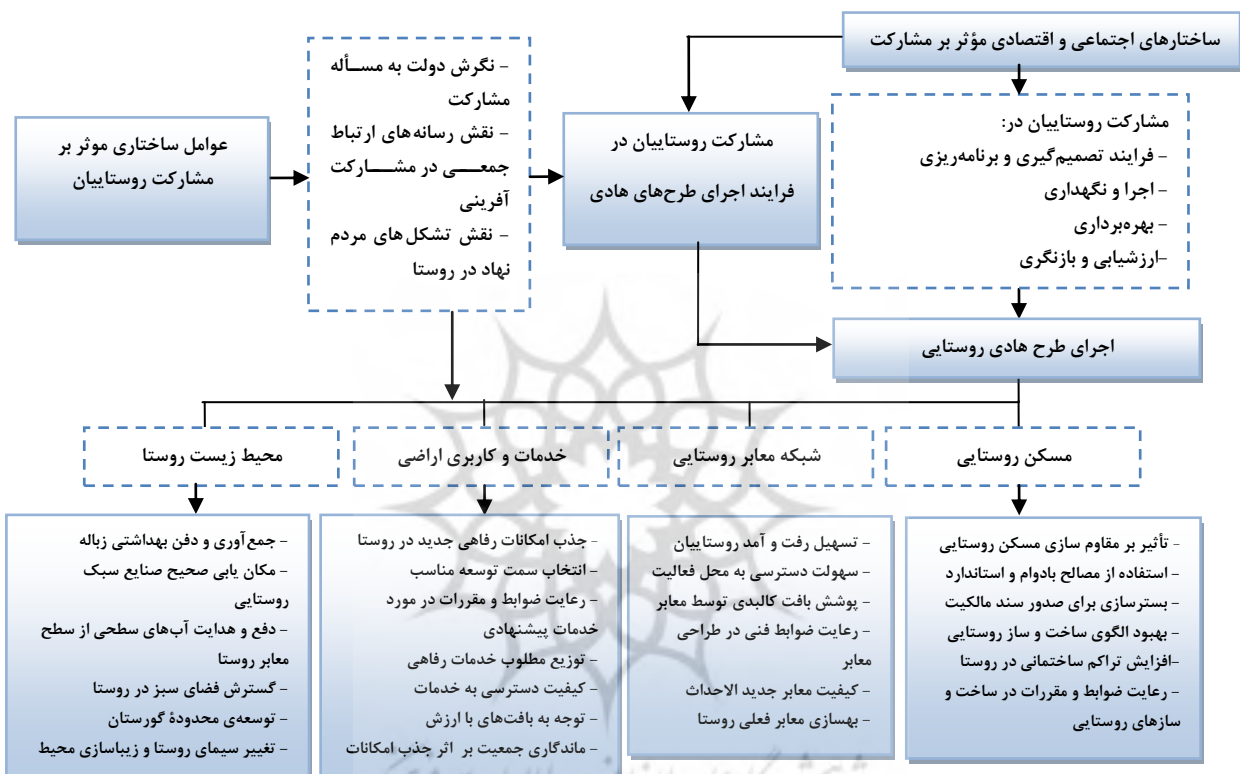 ساختارهای اجتماعی و اقتصادی مؤثر بر مشارکت
مشارکت روستاییان در:
- فرایند تصمیم‌گیری و برنامه‌ریزی
- اجرا و نگهداری
- بهره‌برداری
-ارزشیابی و بازنگری
مشارکت روستاییان در
فرایند اجرای طرح‌های هادی
- نگرش دولت به مســأله
مشارکت
- نقش رسانه‌های ارتباط
جمعــــی در مشــــارکت
آفرینی
- نقش تشکل‌های مردم
نهاد در روستا
عوامل ساختاری موثر بر
مشارکت روستاییان
اجرای طرح هادی روستایی
مسکن روستایی
شبکه معابر روستایی
خدمات و کاربری اراضی
محیط زیست روستا
- تأثیر بر مقاوم سازی مسکن روستایی
- استفاده از مصالح بادوام و استاندارد
- بسترسازی برای صدور سند مالکیت
- بهبود الگوی ساخت و ساز روستایی
-افزایش تراکم ساختمانی در روستا
- رعایت ضوابط و مقررات در ساخت و
سازهای روستایی
- تسهیل رفت و آمد روستاییان
- سهولت دسترسی به محل فعالیت
- پوشش بافت کالبدی توسط معابر
- رعایت ضوابط فنی در طراحی
معابر
- کیفیت معابر جدید الاحداث
- بهسازی معابر فعلی روستا
- جذب امکانات رفاهی جدید در روستا
- انتخاب سمت توسعه مناسب
- رعایت ضوابط و مقررات در مورد
خدمات پیشنهادی
- توزیع مطلوب خدمات رفاهی
- کیفیت دسترسی به خدمات
- توجه به بافت‌های با ارزش
- ماندگاری جمعیت بر اثر جذب امکانات
- جمع‌آوری و دفن بهداشتی زباله
- مکان یابی صحیح صنایع سبک
روستایی
- دفع و هدایت آب‌های سطحی از سطح
معابر روستا
- گسترش فضای سبز در روستا
- توسعه‌ی محدودۀ گورستان
- تغییر سیمای روستا و زیباسازی محیط